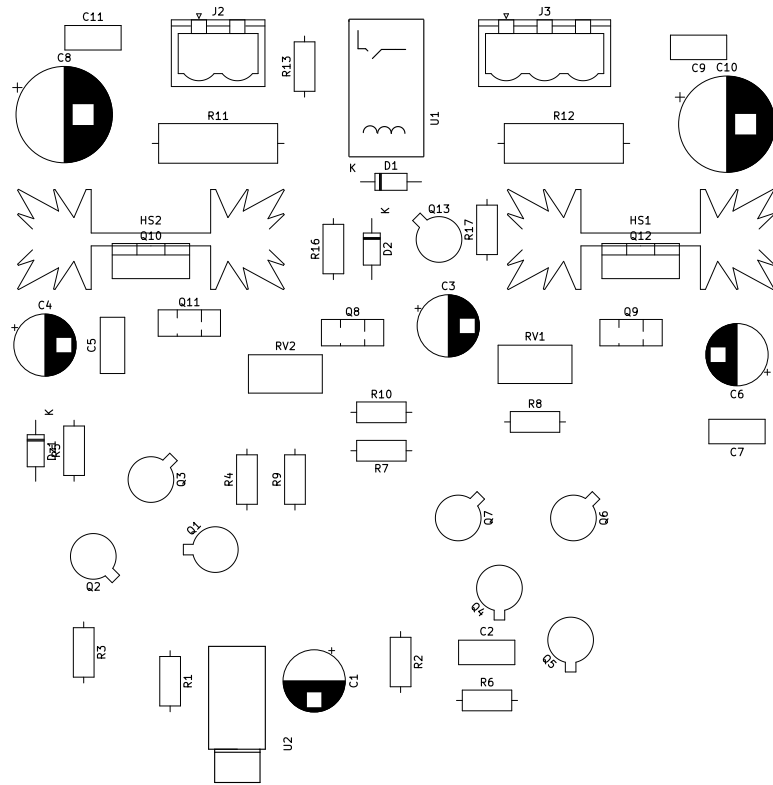 C11
J2
J3
C8
R13
C9
C10
R11
U1
R12
K
D1
K
HS2
Q10
R16
D2
Q13
R17
HS1
Q12
C4
Q11
C3
C5
Q8
Q9
RV2
RV1
C6
R10
R8
K
R5
Q3
R4
R9
R7
C7
Q1
Q7
Q6
Q2
Q4
R3
R1
C1
R2
C2
Q5
R6
U2